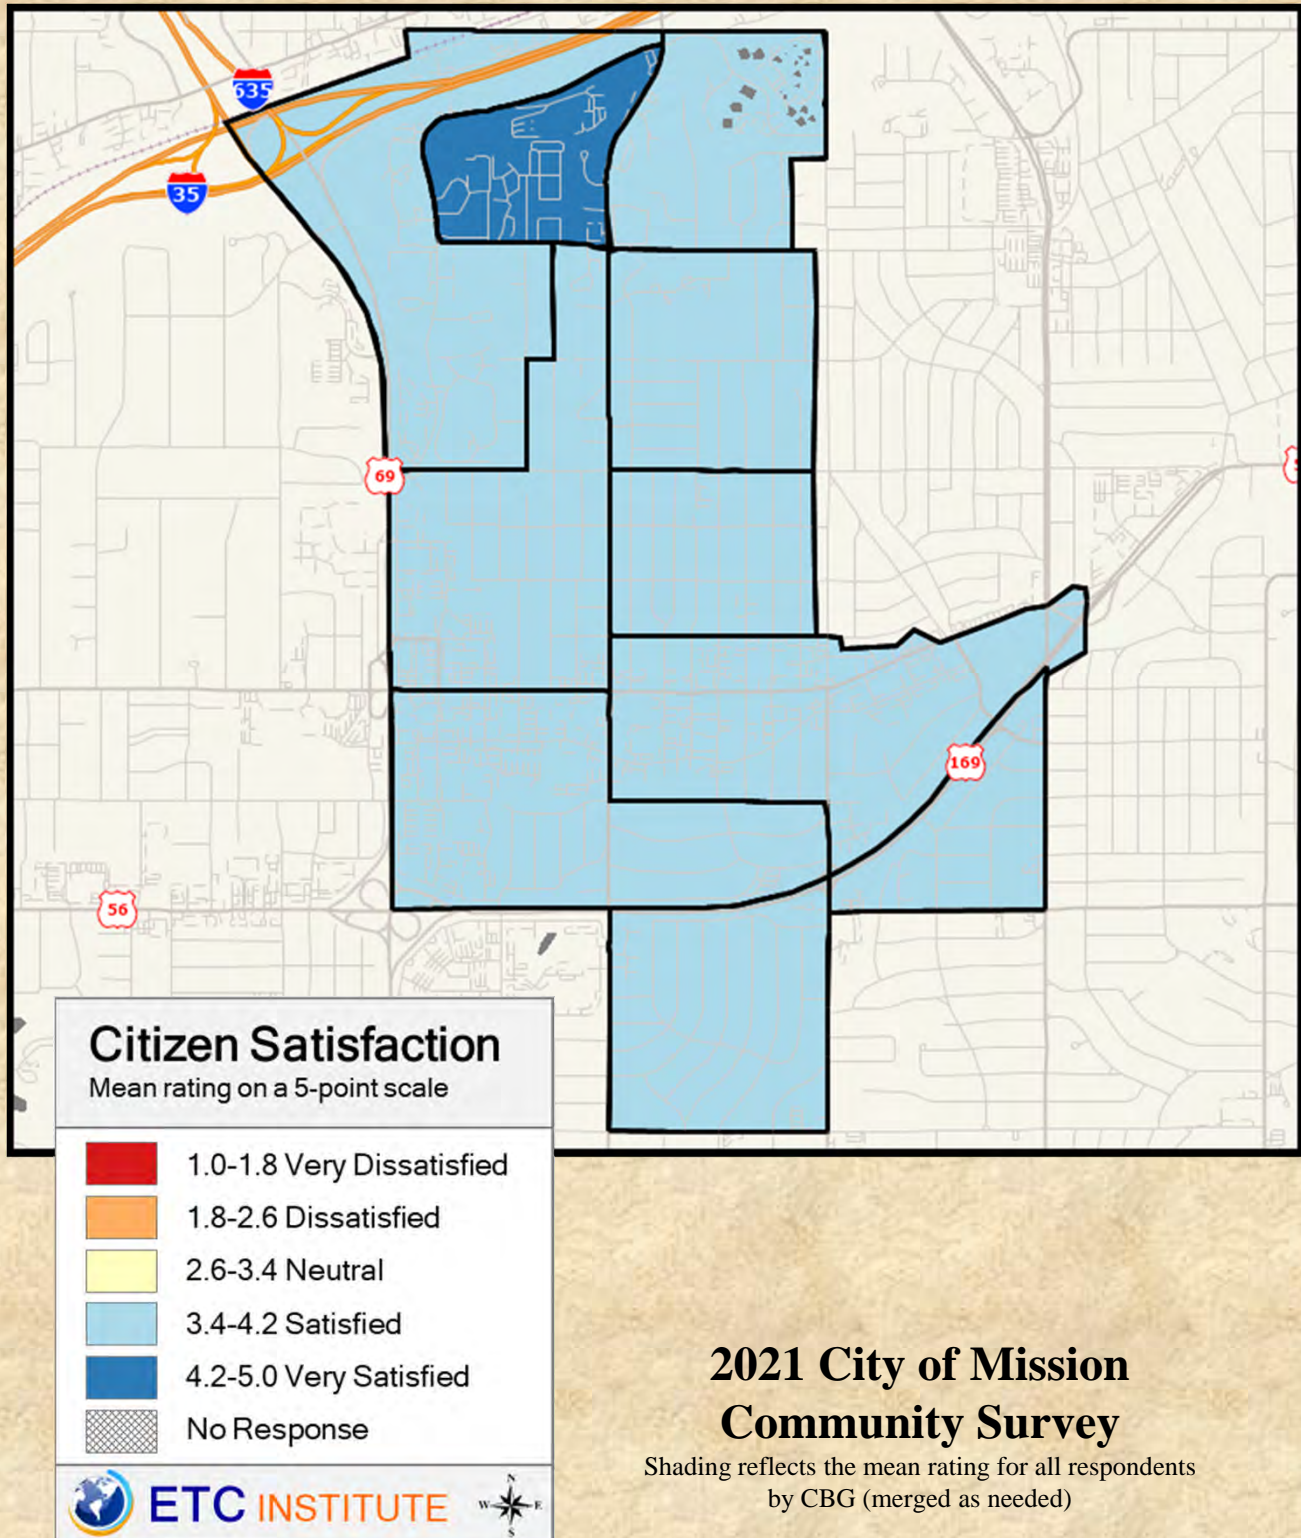 635
35
69
169
56
Citizen Satisfaction
Mean rating on a 5-point scale
1.0-1.8 Very Dissatisfied
1.8-2.6 Dissatisfied
2.6-3.4 Neutral
3.4-4.2 Satisfied
4.2-5.0 Very Satisfied
No Response
ETC INSTITUTE
N
W E
S
2021 City of Mission
Community Survey
Shading reflects the mean rating for all respondents
by CBG (merged as needed)